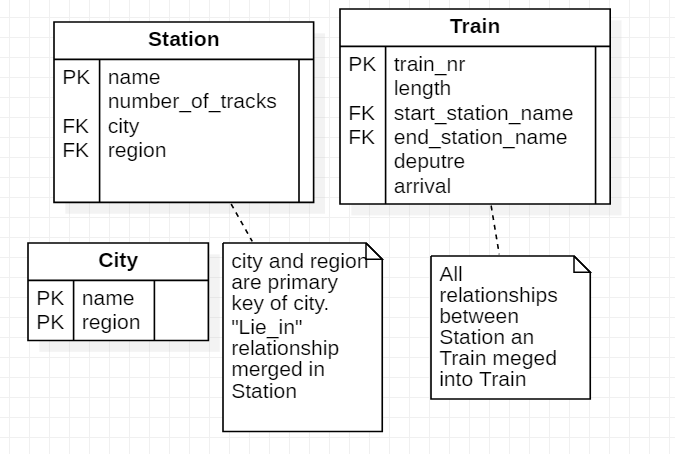 Station
PK name
number_of_tracks
FK city
FK region
Train
PK train_nr
length
FK start_station_name
FK end_station_name
deputre
arrival
City
PK name
PK region
city and region
are primary
key of city.
"Lie_in"
relationship
merged in
Station
All
relationships
between
Station an
Train meged
into Train